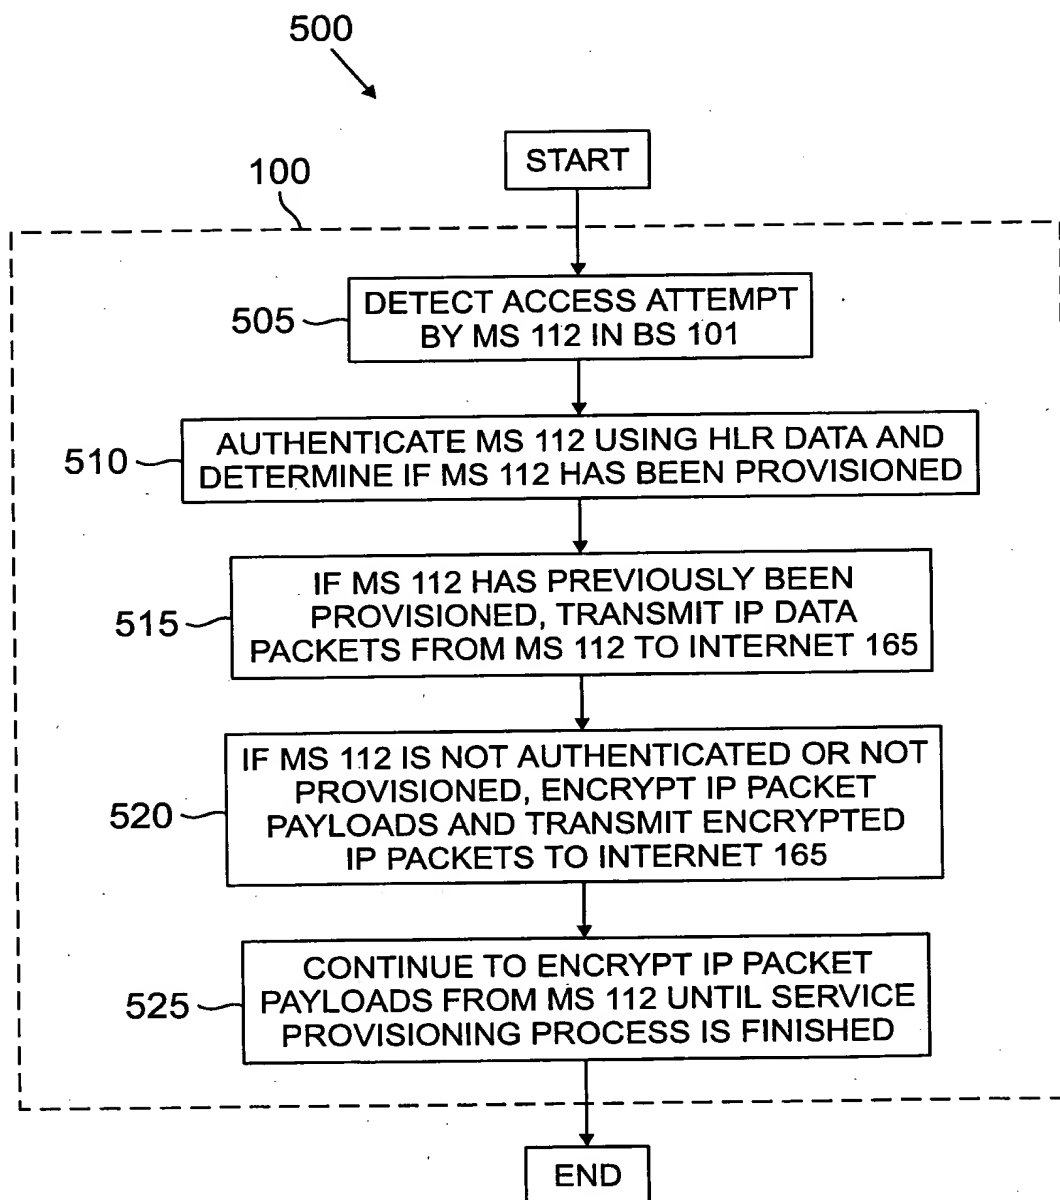 500
START
100
505
DETECT ACCESS ATTEMPT
BY MS 112 IN BS 101
510
AUTHENTICATE MS 112 USING HLR DATA AND
DETERMINE IF MS 112 HAS BEEN PROVISIONED
515
IF MS 112 HAS PREVIOUSLY BEEN
PROVISIONED, TRANSMIT IP DATA
PACKETS FROM MS 112 TO INTERNET 165
520
IF MS 112 IS NOT AUTHENTICATED OR NOT
PROVISIONED, ENCRYPT IP PACKET
PAYLOADS AND TRANSMIT ENCRYPTED
IP PACKETS TO INTERNET 165
525
CONTINUE TO ENCRYPT IP PACKET
PAYLOADS FROM MS 112 UNTIL SERVICE
PROVISIONING PROCESS IS FINISHED
END